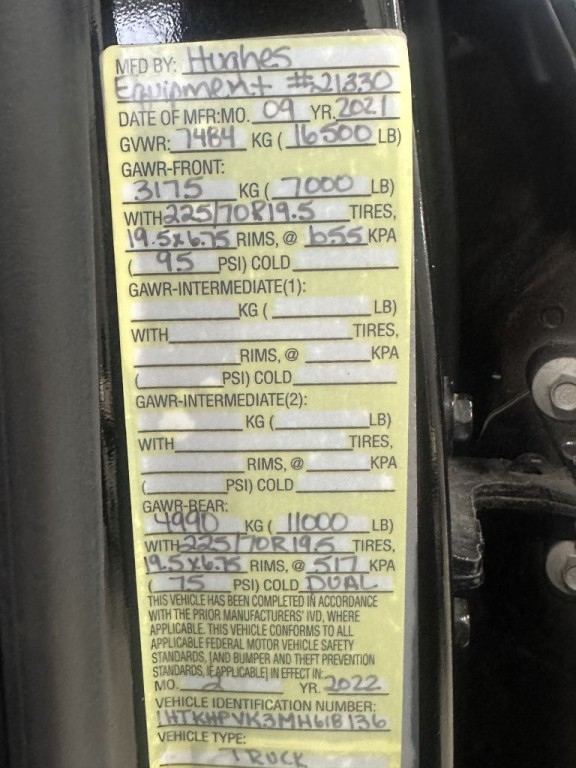 MFD BY: Hughes
Equipment #21330
DATE OF MFR:MO. 09 YR. 2021
GVWR: 7484 KG ( 16500 LB)
GAWR-FRONT:
3175 KG ( 7000 LB)
WITH 225/70R19.5 TIRES,
19.5x6.75 RIMS, @ 655 KPA
( 95 PSI) COLD
GAWR-INTERMEDIATE(1):
KG ( LB)
WITH TIRES,
RIMS, @ KPA
( PSI) COLD
GAWR-INTERMEDIATE(2):
KG ( LB)
WITH TIRES,
RIMS, @ KPA
( PSI) COLD
GAWR-REAR:
4990 KG ( 11000 LB)
WITH 225/70R19.5 TIRES,
19.5x6.75 RIMS, @ 517 KPA
( 75 PSI) COLD DUAL
THIS VEHICLE HAS BEEN COMPLETED IN ACCORDANCE
WITH THE PRIOR MANUFACTURERS' IVD, WHERE
APPLICABLE. THIS VEHICLE CONFORMS TO ALL
APPLICABLE FEDERAL MOTOR VEHICLE SAFETY
STANDARDS, [AND BUMPER AND THEFT PREVENTION
STANDARDS, IF APPLICABLE] IN EFFECT IN:
MO. 2 YR. 2022
VEHICLE IDENTIFICATION NUMBER:
1HTKHPVK3MH618136
VEHICLE TYPE:
TRUCK